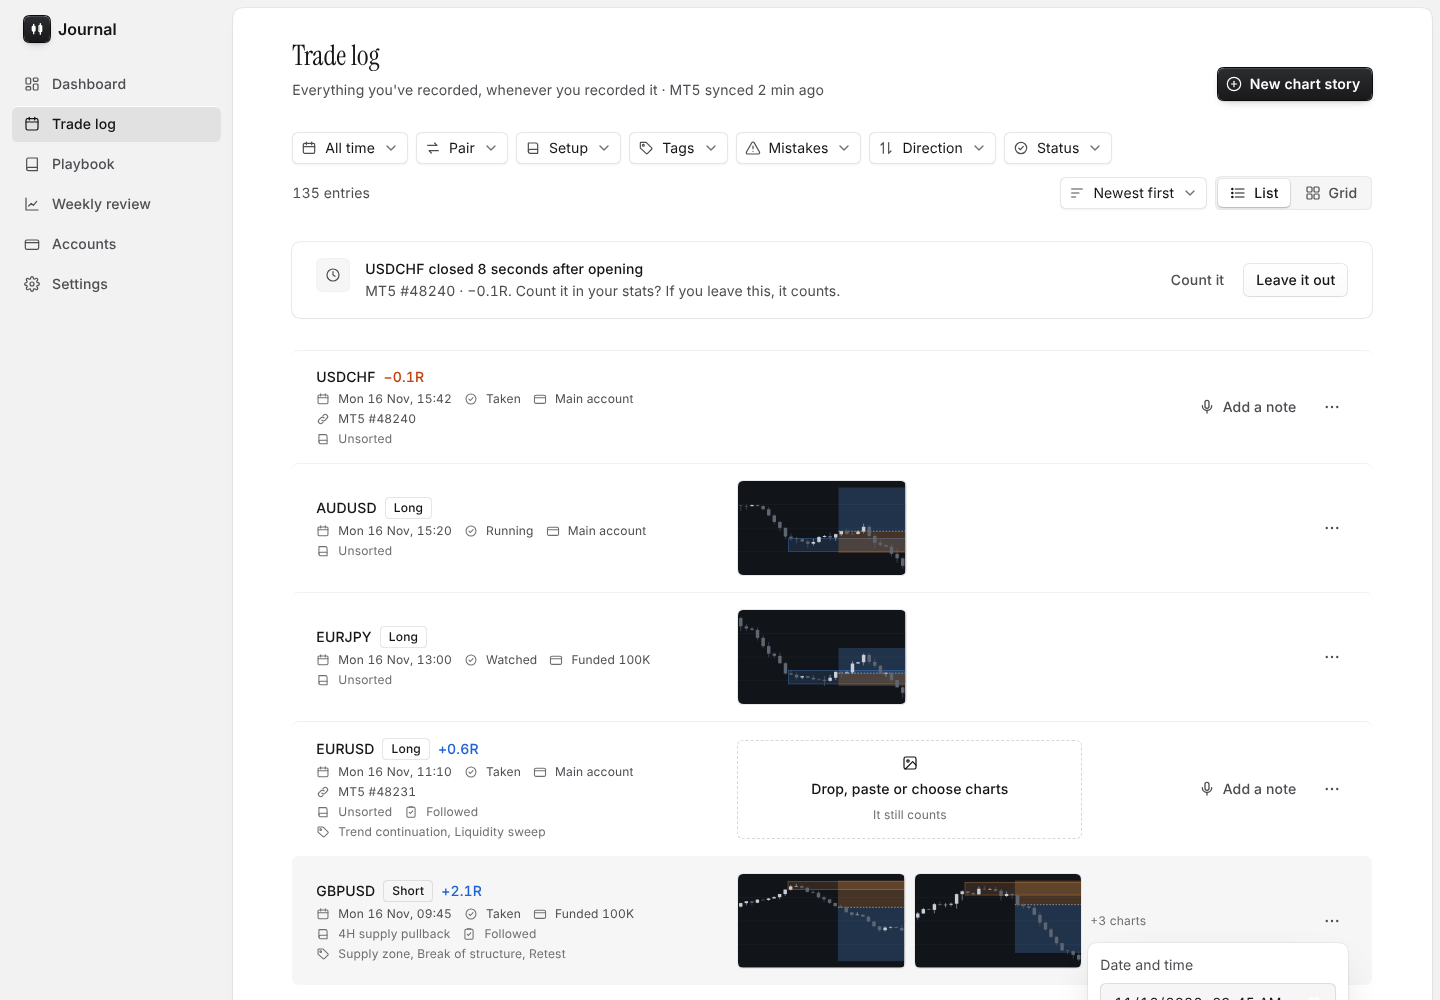 Journal
Dashboard
Trade log
Playbook
Weekly review
Accounts
Settings
Trade log
Everything you've recorded, whenever you recorded it · MT5 synced 2 min ago
New chart story
All time
Pair
Setup
Tags
Mistakes
Direction
Status
135 entries
Newest first
List
Grid
USDCHF closed 8 seconds after opening
MT5 #48240 · −0.1R. Count it in your stats? If you leave this, it counts.
Count it
Leave it out
USDCHF −0.1R
Mon 16 Nov, 15:42 Taken Main account
MT5 #48240
Unsorted
Add a note
AUDUSD Long
Mon 16 Nov, 15:20 Running Main account
Unsorted
EURJPY Long
Mon 16 Nov, 13:00 Watched Funded 100K
Unsorted
EURUSD Long +0.6R
Mon 16 Nov, 11:10 Taken Main account
MT5 #48231
Unsorted Followed
Trend continuation, Liquidity sweep
Drop, paste or choose charts
It still counts
Add a note
GBPUSD Short +2.1R
Mon 16 Nov, 09:45 Taken Funded 100K
4H supply pullback Followed
Supply zone, Break of structure, Retest
+3 charts
Date and time